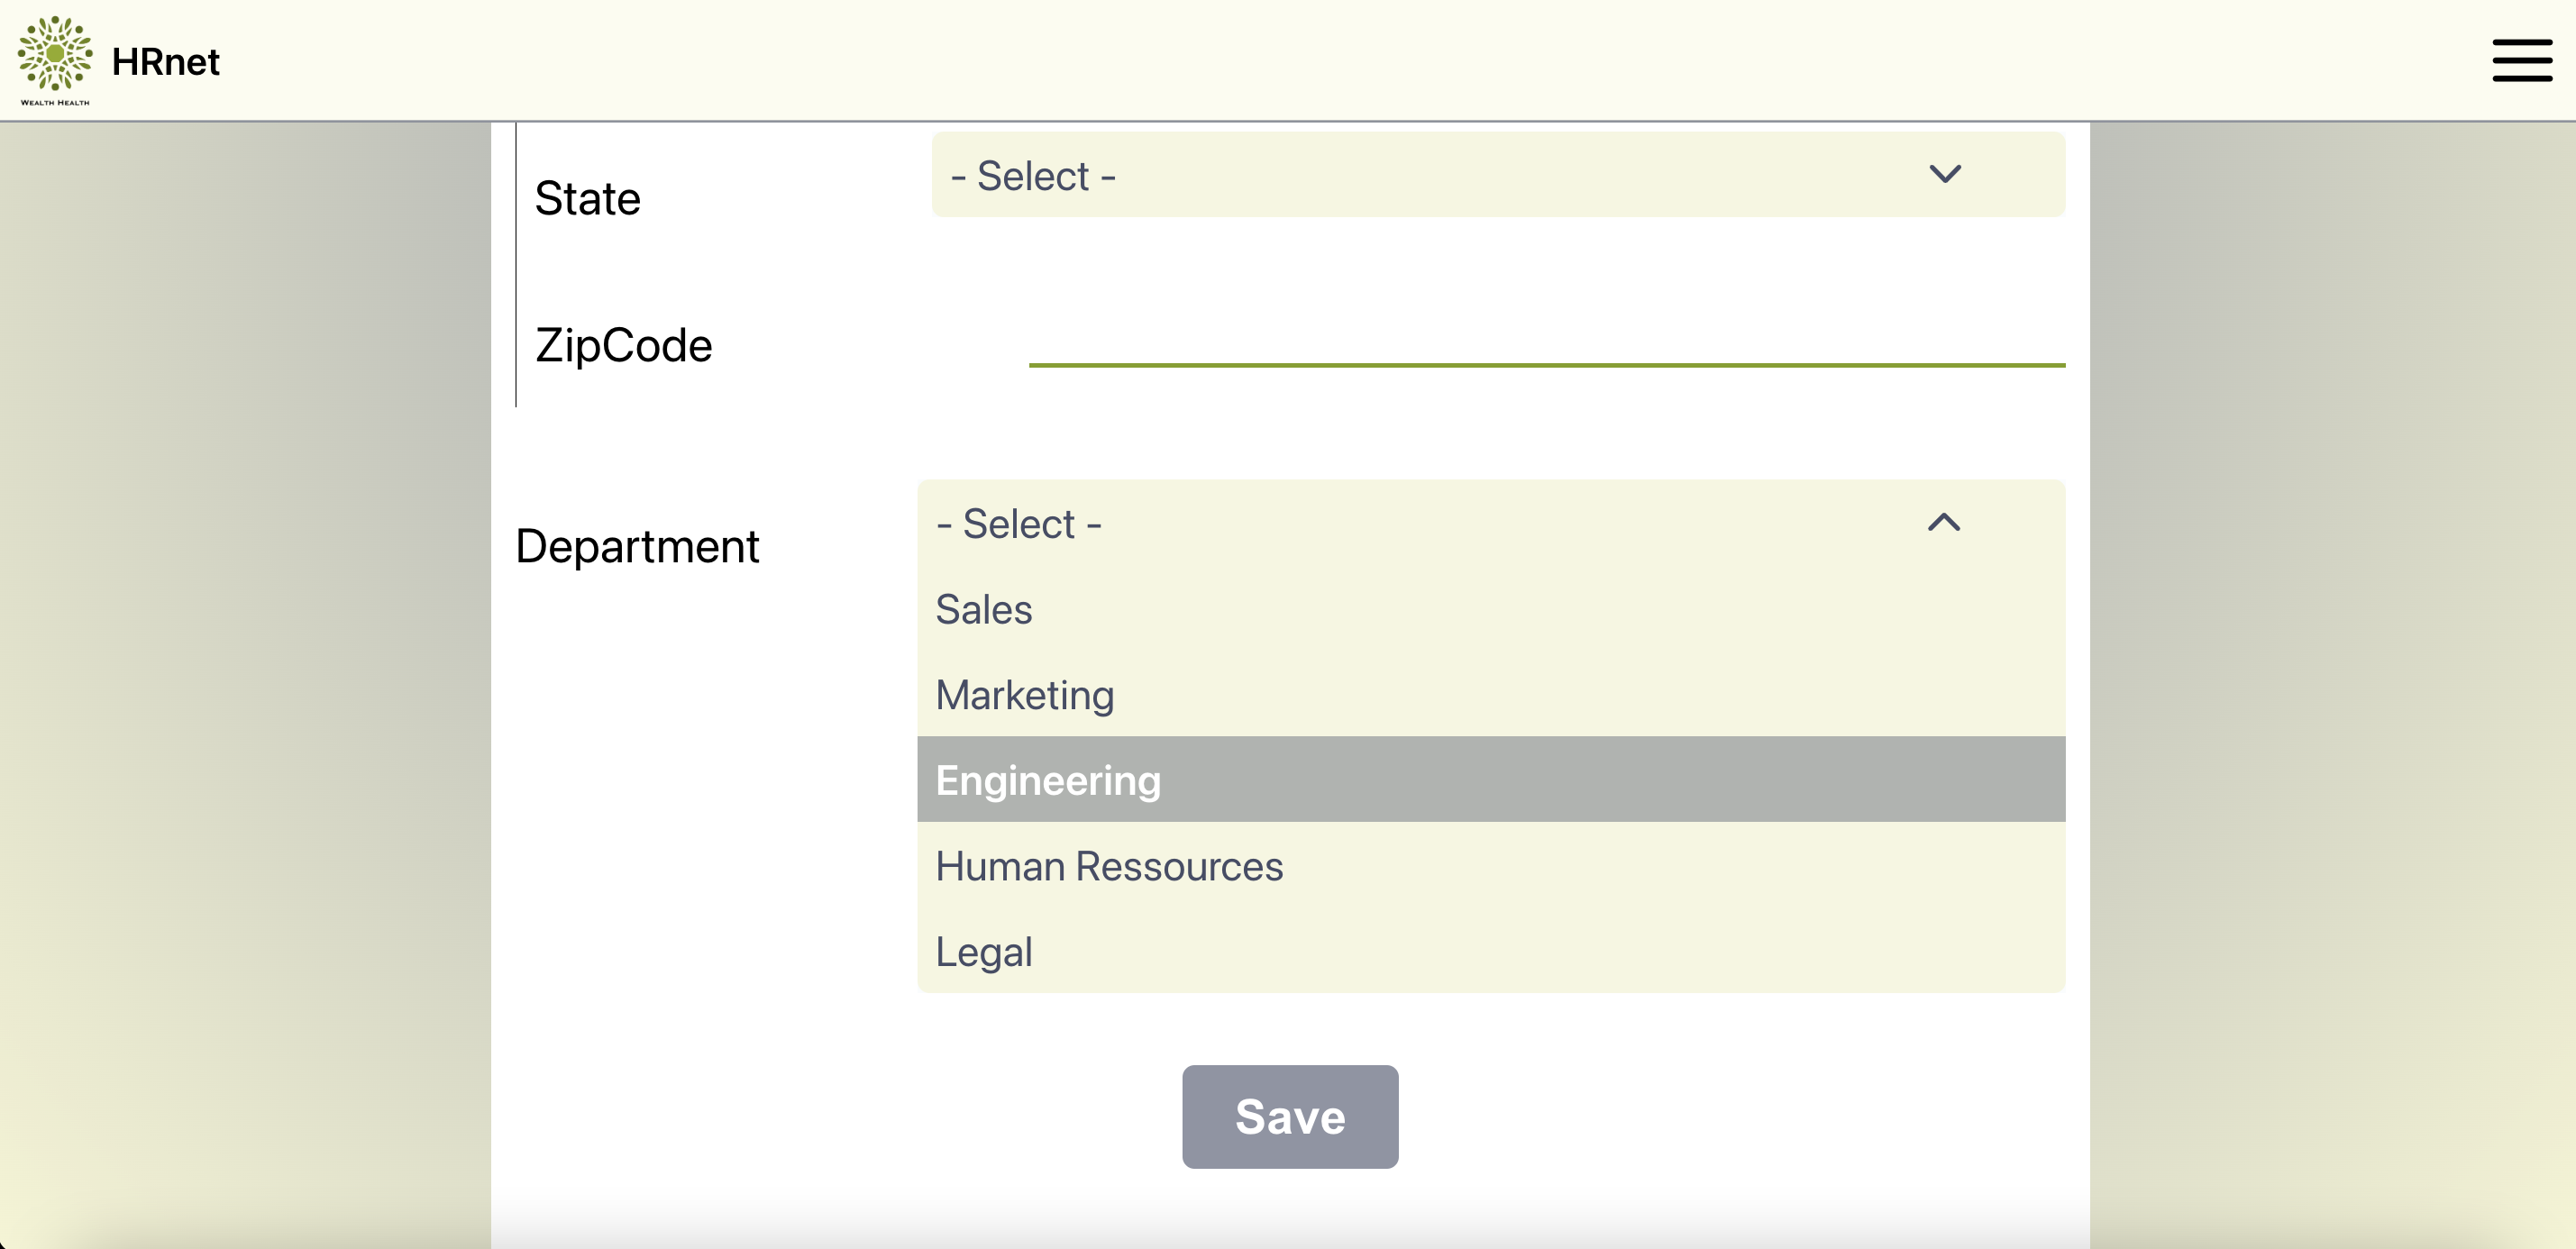 WEALTH HEALTH
HRnet
State
- Select -
ZipCode
Department
- Select -
Sales
Marketing
Engineering
Human Ressources
Legal
Save